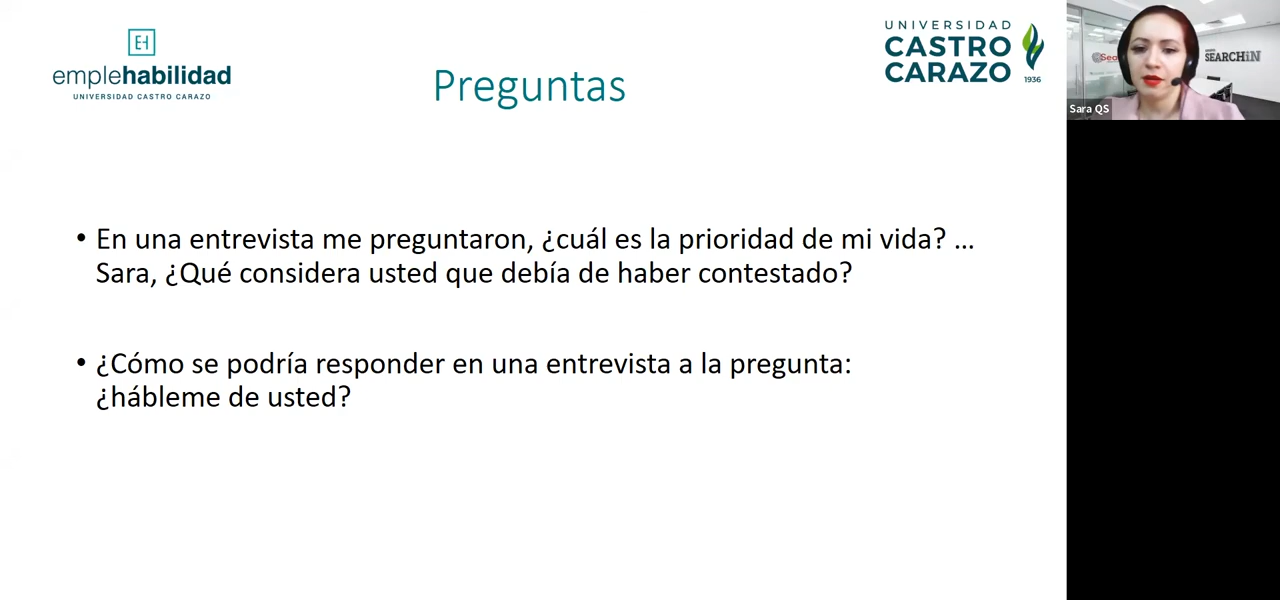 EH
emplehabilidad
UNIVERSIDAD CASTRO CARAZO
Preguntas
UNIVERSIDAD
CASTRO
CARAZO
1936
SEARCHiN
Sara QS
• En una entrevista me preguntaron, ¿cuál es la prioridad de mi vida? ...
Sara, ¿Qué considera usted que debía de haber contestado?
• ¿Cómo se podría responder en una entrevista a la pregunta:
¿hábleme de usted?